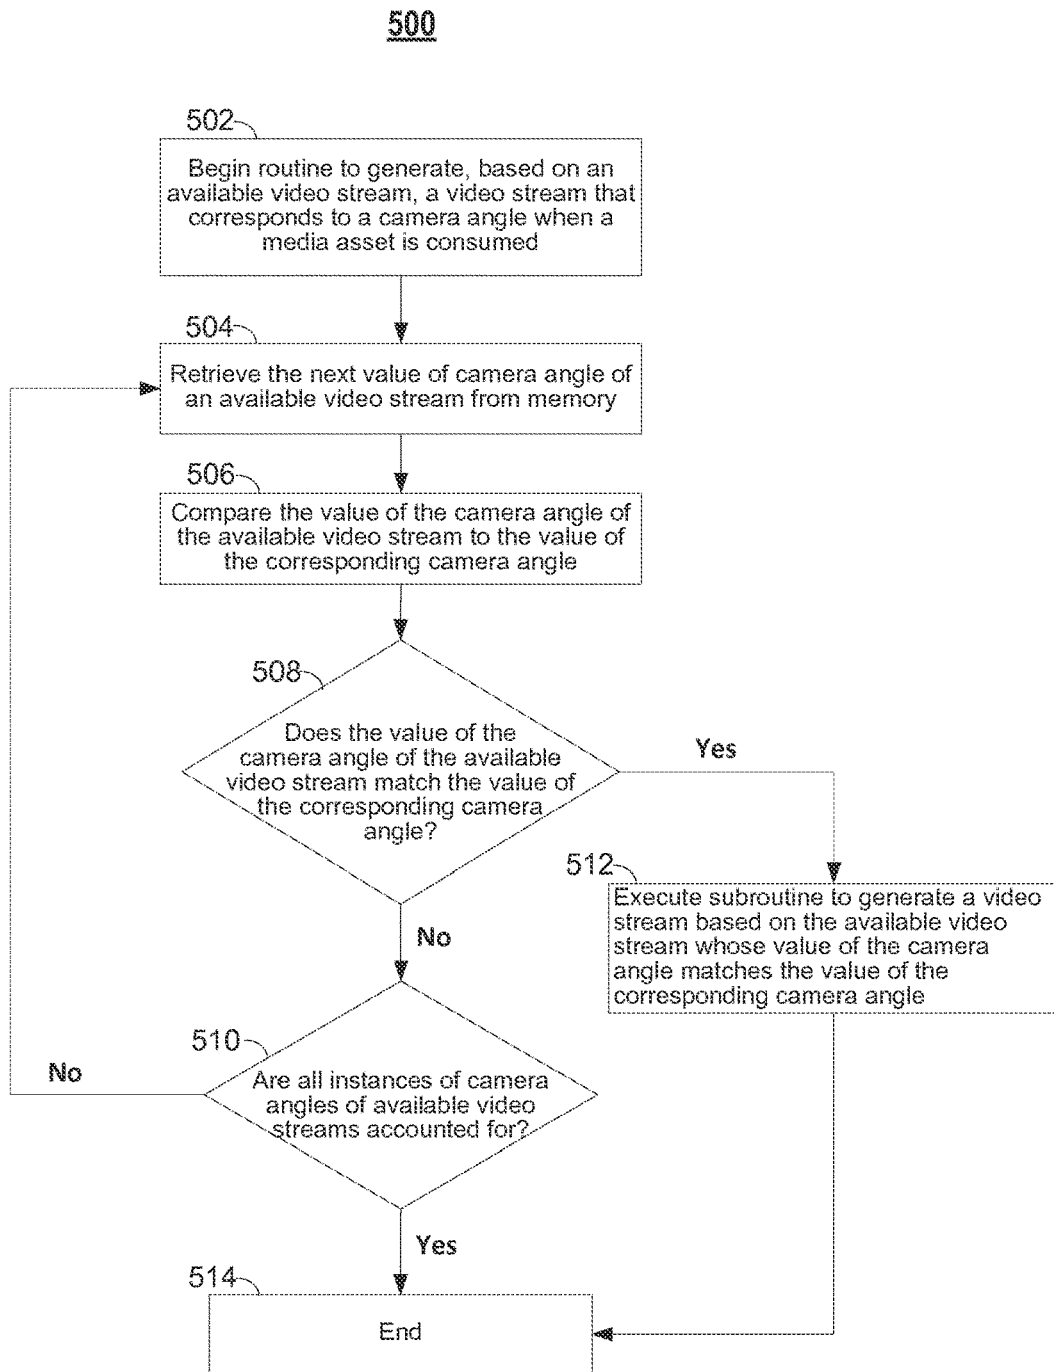 500
502
Begin routine to generate, based on an
available video stream, a video stream that
corresponds to a camera angle when a
media asset is consumed
504
Retrieve the next value of camera angle of
an available video stream from memory
506
Compare the value of the camera angle of
the available video stream to the value of
the corresponding camera angle
508
Does the value of the
camera angle of the available
video stream match the value of
the corresponding camera
angle?
Yes
512
Execute subroutine to generate a video
stream based on the available video
stream whose value of the camera
angle matches the value of the
corresponding camera angle
No
510
Are all instances of camera
angles of available video
streams accounted for?
No
Yes
514
End